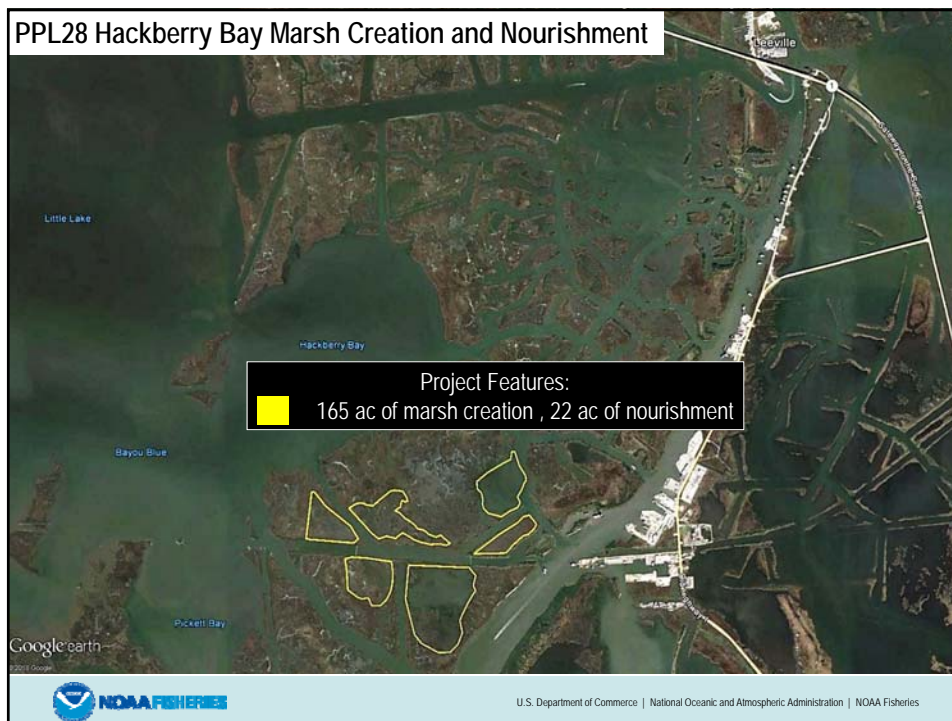 PPL28 Hackberry Bay Marsh Creation and Nourishment
Leeville
1
Little Lake
Hackberry Bay
Project Features:
165 ac of marsh creation , 22 ac of nourishment
Bayou Blue
Pickett Bay
Google earth
NOAA FISHERIES
U.S. Department of Commerce | National Oceanic and Atmospheric Administration | NOAA Fisheries